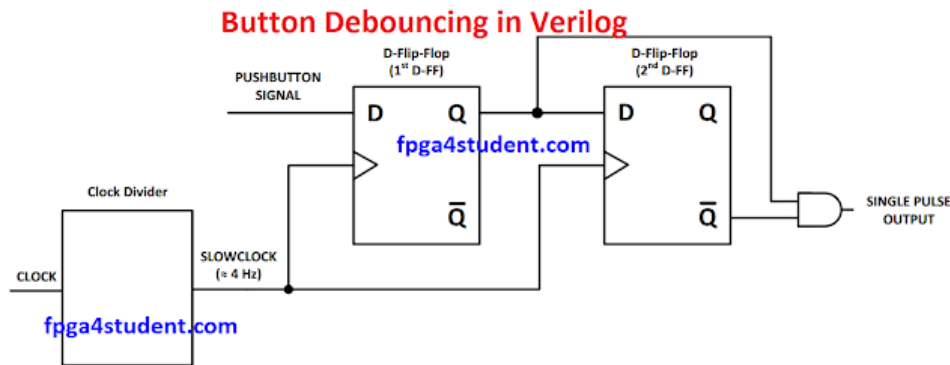 Button Debouncing in Verilog
D-Flip-Flop
(1st D-FF)
D-Flip-Flop
(2nd D-FF)
PUSHBUTTON
SIGNAL
D Q
D Q
fpga4student.com
Q̅
Q̅
Clock Divider
SINGLE PULSE
OUTPUT
SLOWCLOCK
(≈ 4 Hz)
CLOCK
fpga4student.com